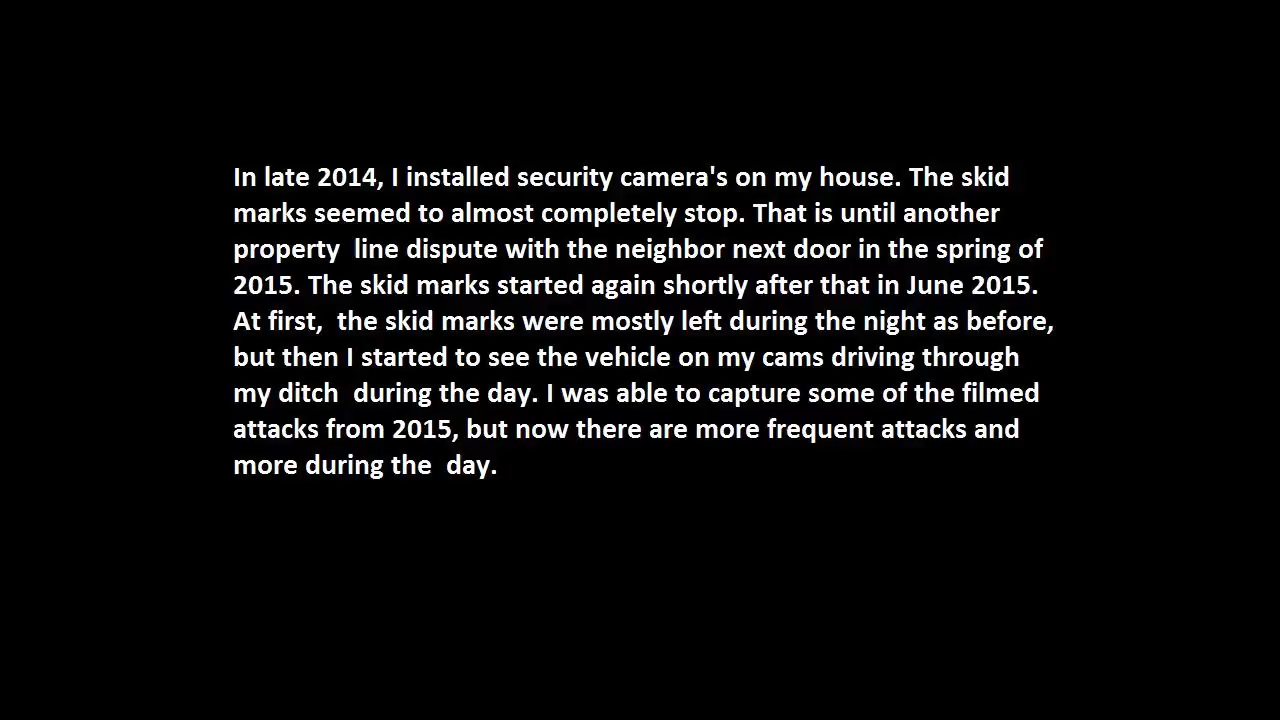 In late 2014, I installed security camera's on my house. The skid
marks seemed to almost completely stop. That is until another
property  line dispute with the neighbor next door in the spring of
2015. The skid marks started again shortly after that in June 2015.
At first,  the skid marks were mostly left during the night as before,
but then I started to see the vehicle on my cams driving through
my ditch  during the day. I was able to capture some of the filmed
attacks from 2015, but now there are more frequent attacks and
more during the  day.